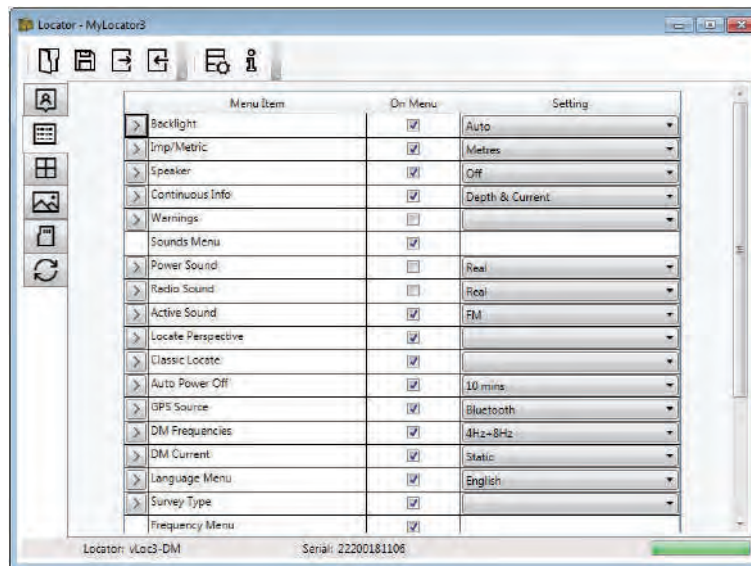 Locator - MyLocator3
Menu Item On Menu Setting
Backlight Auto
Imp/Metric Metres
Speaker Off
Continuous Info Depth & Current
Warnings
Sounds Menu
Power Sound Real
Radio Sound Real
Active Sound FM
Locate Perspective
Classic Locate
Auto Power Off 10 mins
GPS Source Bluetooth
DM Frequencies 4Hz+8Hz
DM Current Static
Language Menu English
Survey Type
Frequency Menu
Locator: vLoc3-DM Serial: 22200181106